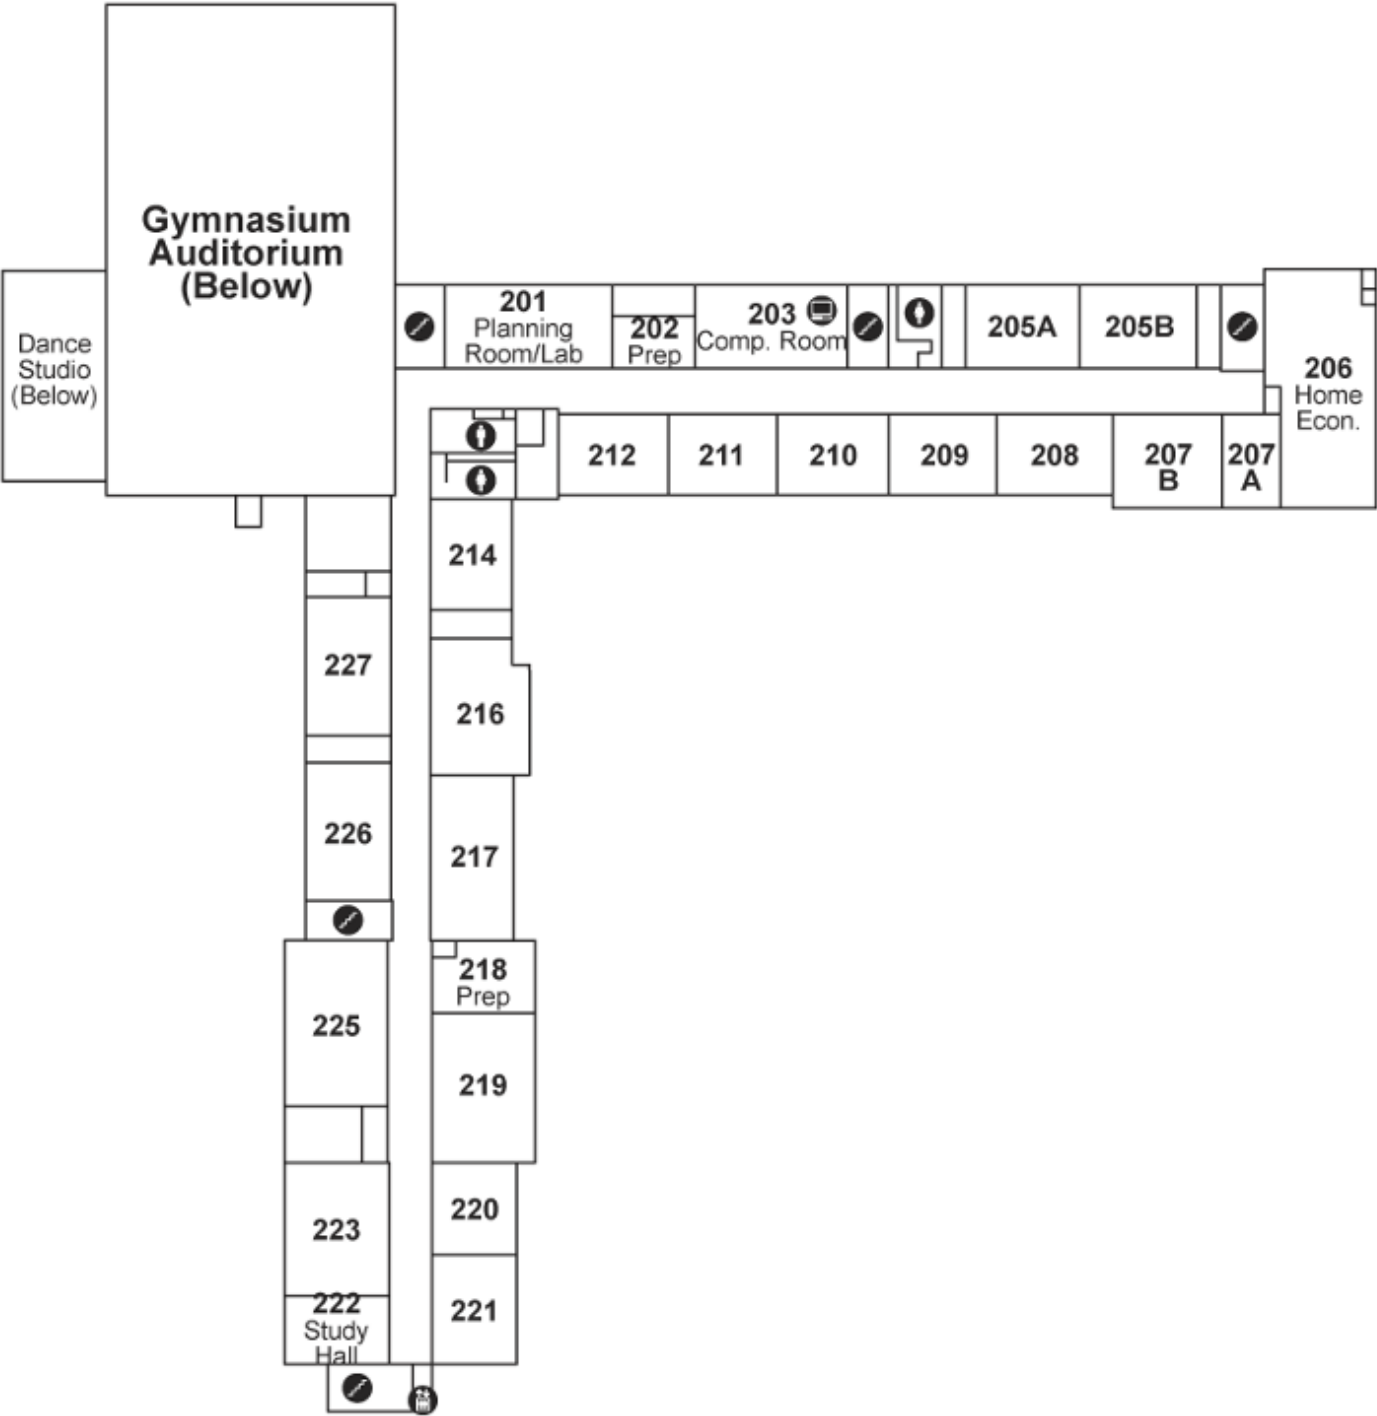 Gymnasium
Auditorium
(Below)
Dance
Studio
(Below)
201
Planning
Room/Lab
202
Prep
203
Comp. Room
205A
205B
206
Home
Econ.
212
211
210
209
208
207
B
207
A
214
227
216
226
217
218
Prep
225
219
220
223
222
Study
Hall
221